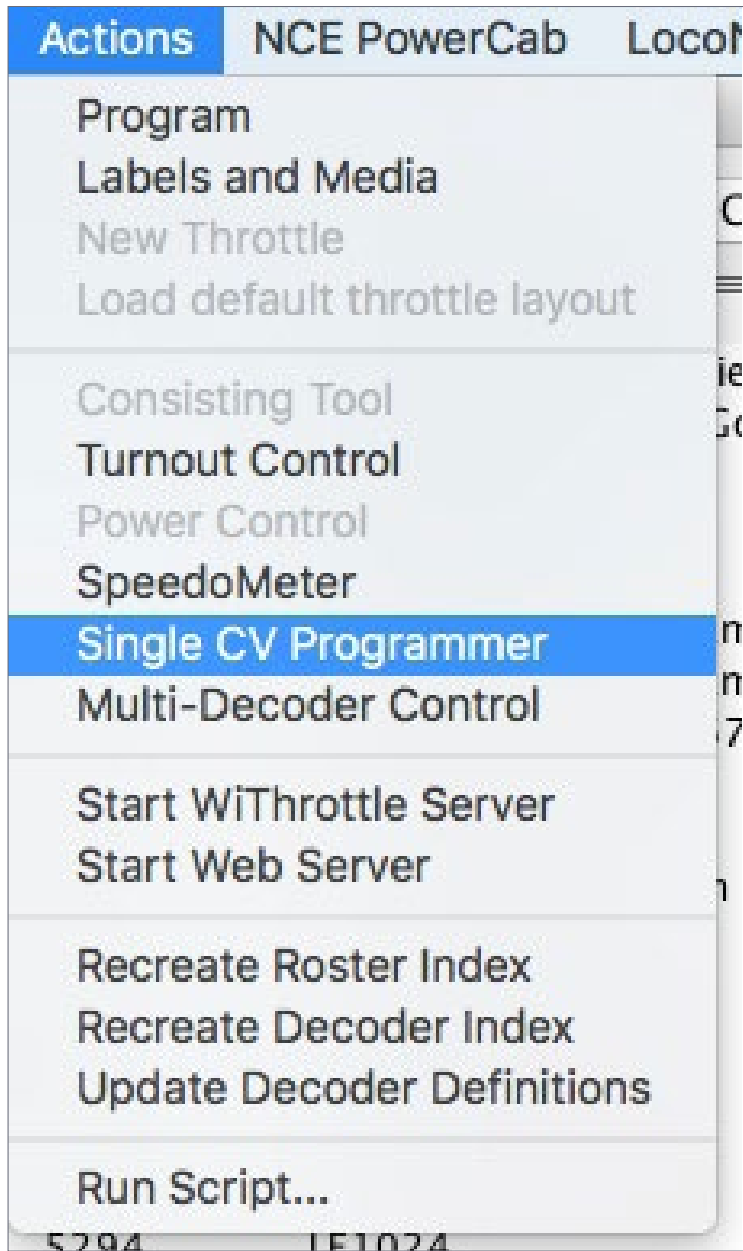 Actions NCE PowerCab
Program
Labels and Media
New Throttle
Load default throttle layout
Consisting Tool
Turnout Control
Power Control
SpeedoMeter
Single CV Programmer
Multi-Decoder Control
Start WiThrottle Server
Start Web Server
Recreate Roster Index
Recreate Decoder Index
Update Decoder Definitions
Run Script...
5294 LE1024